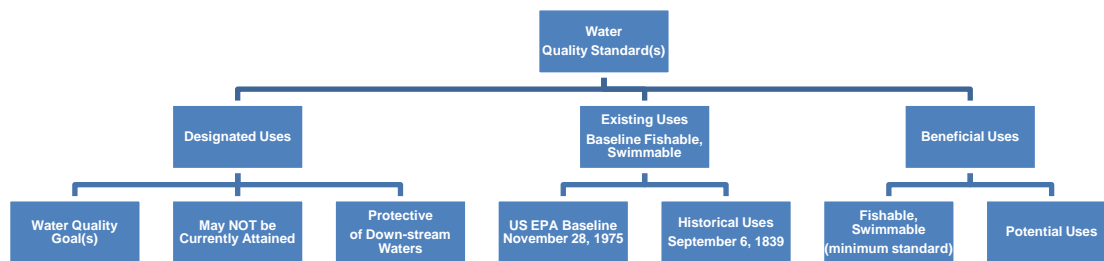 Water
Quality Standard(s)
Designated Uses
Existing Uses
Baseline Fishable,
Swimmable
Beneficial Uses
Water Quality
Goal(s)
May NOT be
Currently Attained
Protective
of Down-stream
Waters
US EPA Baseline
November 28, 1975
Historical Uses
September 6, 1839
Fishable,
Swimmable
(minimum standard)
Potential Uses